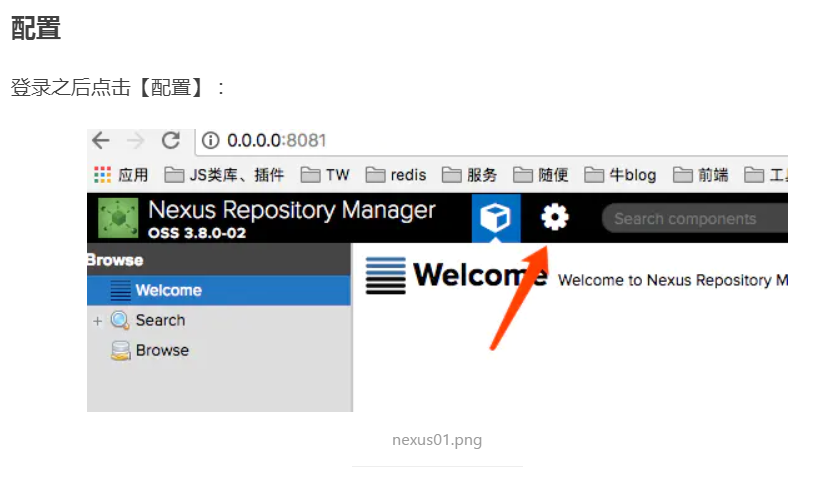 配置
登录之后点击【配置】：
0.0.0.0:8081
应用 JS类库、插件 TW redis 服务 随便 牛blog 前端
Nexus Repository Manager
OSS 3.8.0-02
Search components
Browse
Welcome
Search
Browse
Welcome Welcome to Nexus Repository M
nexus01.png